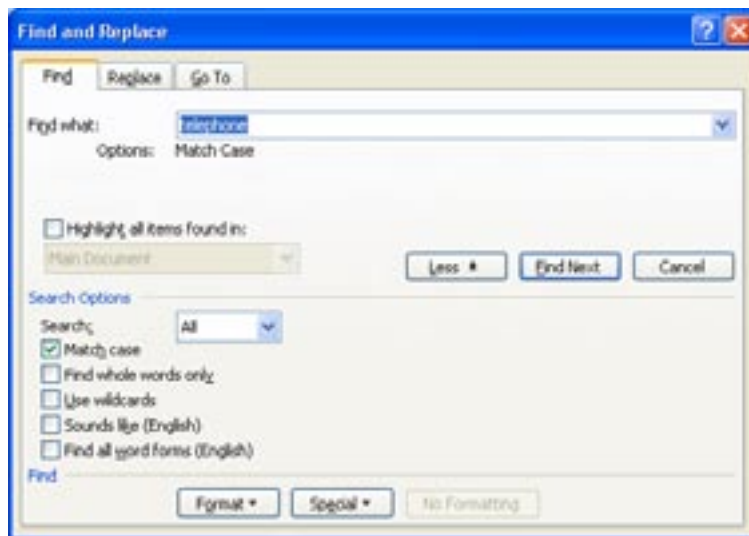 Find and Replace
Find Replace Go To
Find what: telephone
Options: Match Case
Highlight all items found in:
Main Document
Less Find Next Cancel
Search Options
Search: All
Match case
Find whole words only
Use wildcards
Sounds like (English)
Find all word forms (English)
Find
Format Special No Formatting